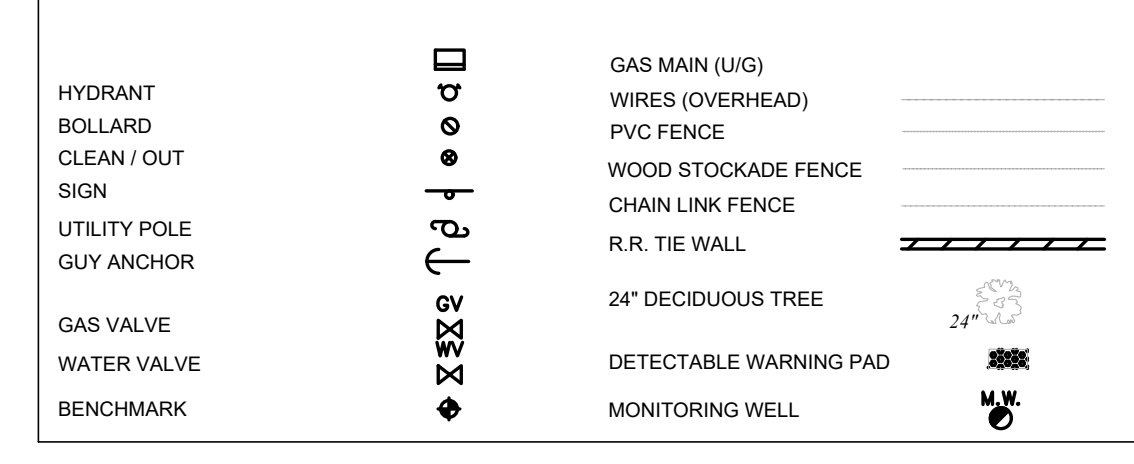 HYDRANT
BOLLARD
CLEAN / OUT
SIGN
UTILITY POLE
GUY ANCHOR
GV
GAS VALVE
WV
WATER VALVE
BENCHMARK
GAS MAIN (U/G)
WIRES (OVERHEAD)
PVC FENCE
WOOD STOCKADE FENCE
CHAIN LINK FENCE
R.R. TIE WALL
24" DECIDUOUS TREE
24"
DETECTABLE WARNING PAD
M.W.
MONITORING WELL